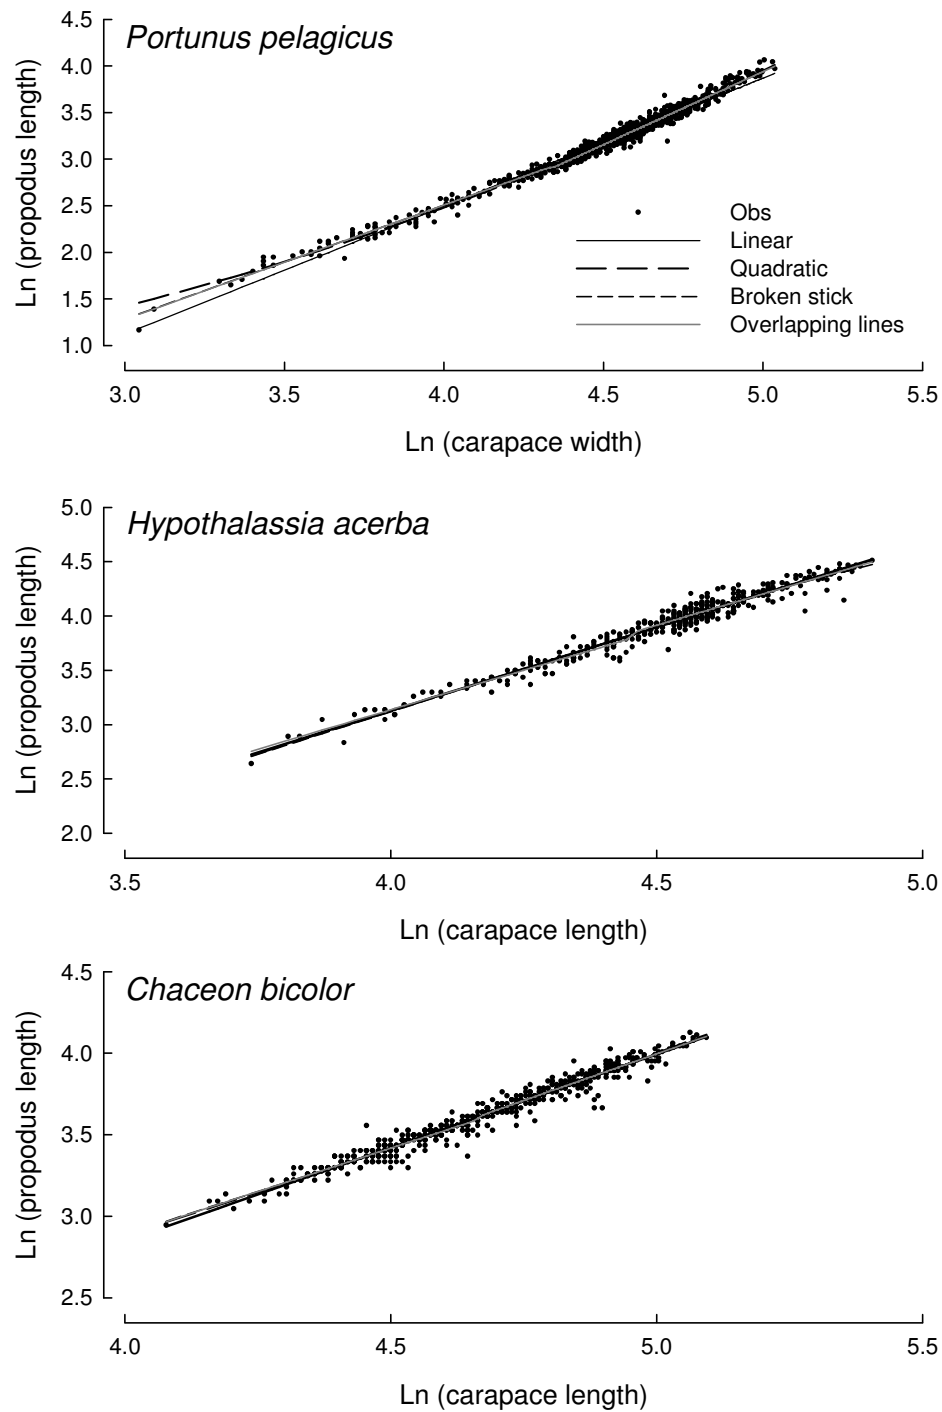 Portunus pelagicus
Ln (propodus length)
4.5
4.0
3.5
3.0
2.5
2.0
1.5
1.0
Obs
Linear
Quadratic
Broken stick
Overlapping lines
3.0 3.5 4.0 4.5 5.0 5.5
Ln (carapace width)
Hypothalassia acerba
Ln (propodus length)
5.0
4.5
4.0
3.5
3.0
2.5
2.0
3.5 4.0 4.5 5.0
Ln (carapace length)
Chaceon bicolor
Ln (propodus length)
4.5
4.0
3.5
3.0
2.5
4.0 4.5 5.0 5.5
Ln (carapace length)